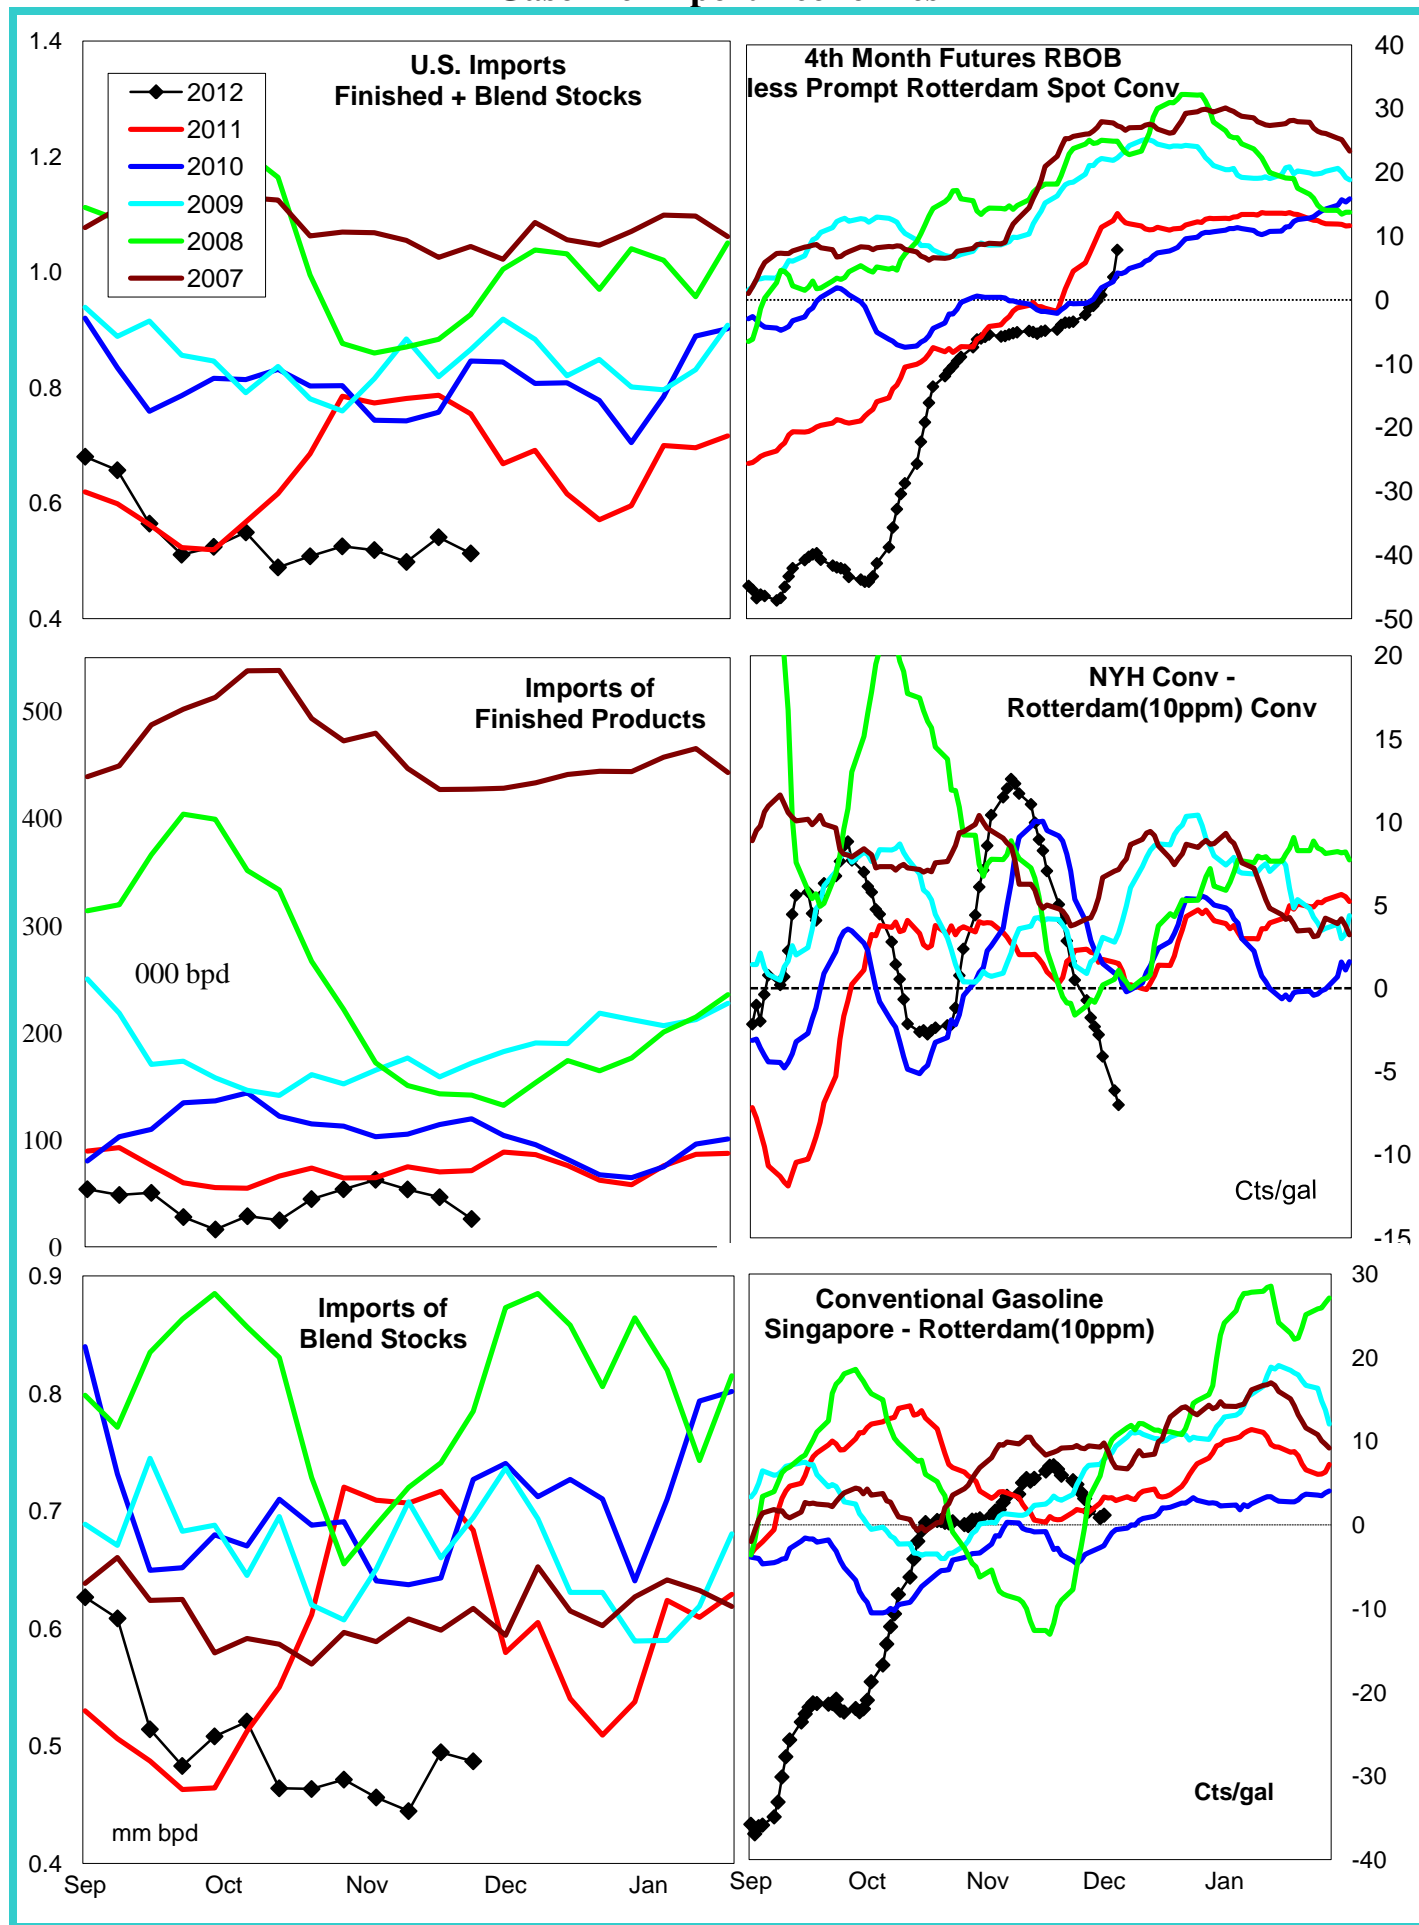 1.4
1.2
1.0
0.8
0.6
0.4
U.S. Imports
Finished + Blend Stocks
2012
2011
2010
2009
2008
2007
4th Month Futures RBOB
less Prompt Rotterdam Spot Conv
40
30
20
10
0
-10
-20
-30
-40
-50
Imports of
Finished Products
000 bpd
500
400
300
200
100
0
NYH Conv -
Rotterdam(10ppm) Conv
Cts/gal
20
15
10
5
0
-5
-10
-15
0.9
0.8
0.7
0.6
0.5
0.4
Imports of
Blend Stocks
mm bpd
Sep Oct Nov Dec Jan
Conventional Gasoline
Singapore - Rotterdam(10ppm)
Cts/gal
30
20
10
0
-10
-20
-30
-40
Sep Oct Nov Dec Jan